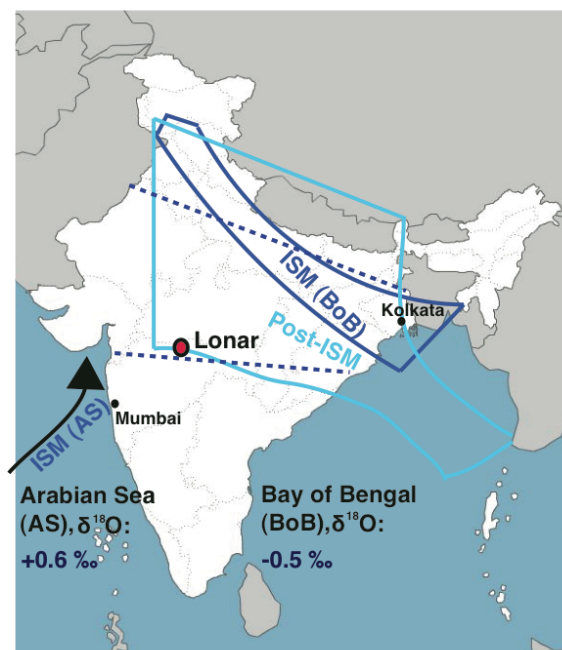 ISM (BoB)
Kolkata
Post-ISM
Lonar
Mumbai
ISM (AS)
Arabian Sea
(AS), δ¹⁸O:
+0.6 ‰
Bay of Bengal
(BoB), δ¹⁸O:
-0.5 ‰